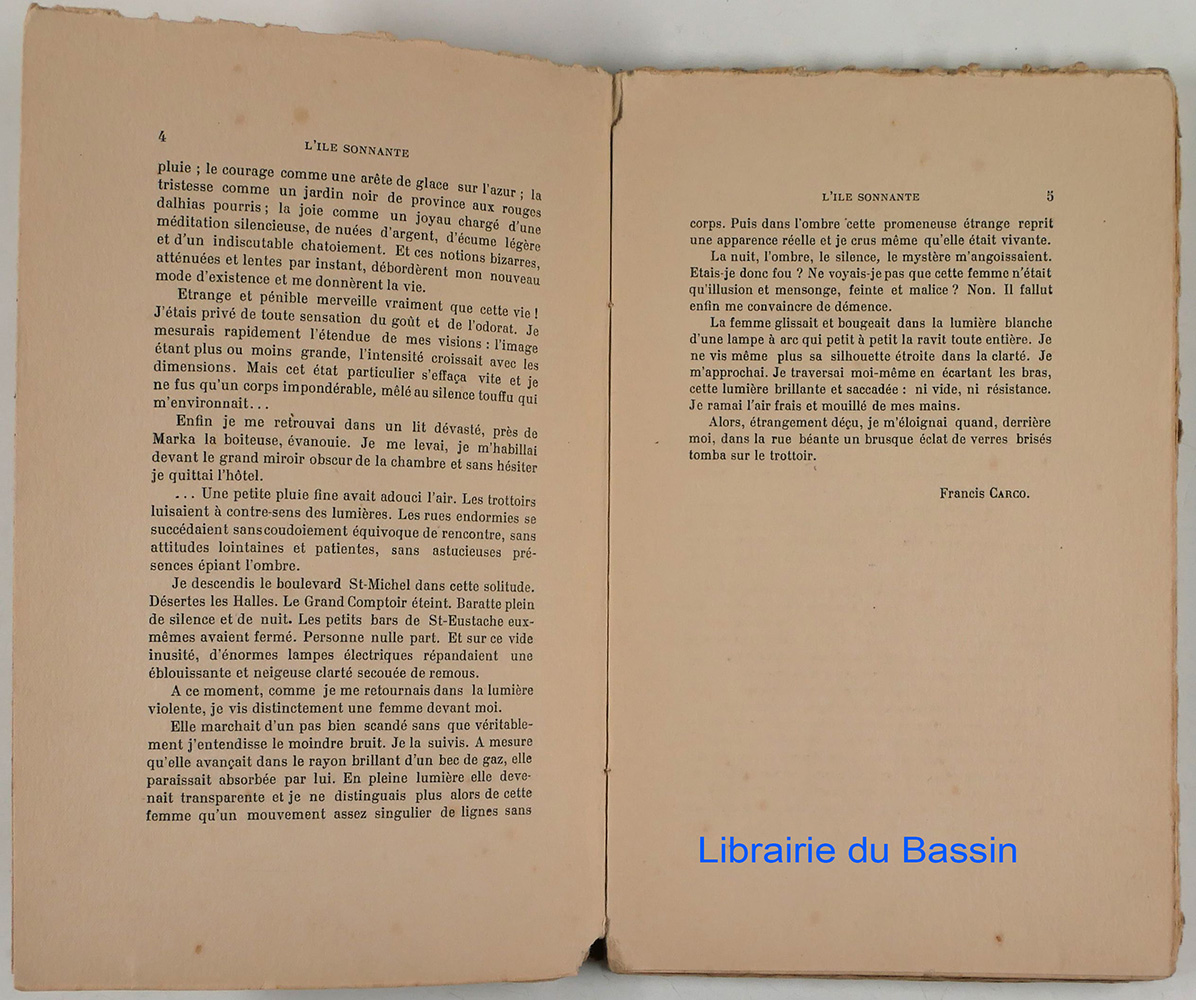 4
L'ILE SONNANTE
pluie ; le courage comme une arête de glace sur l'azur ; la
tristesse comme un jardin noir de province aux rouges
dalhias pourris ; la joie comme un joyau chargé d'une
méditation silencieuse, de nuées d'argent, d'écume légère
et d'un indiscutable chatoiement. Et ces notions bizarres,
atténuées et lentes par instant, débordèrent mon nouveau
mode d'existence et me donnèrent la vie.
Etrange et pénible merveille vraiment que cette vie !
J'étais privé de toute sensation du goût et de l'odorat. Je
mesurais rapidement l'étendue de mes visions : l'image
étant plus ou moins grande, l'intensité croissait avec les
dimensions. Mais cet état particulier s'effaça vite et je
ne fus qu'un corps impondérable, mêlé au silence touffu qui
m'environnait...
Enfin je me retrouvai dans un lit dévasté, près de
Marka la boiteuse, évanouie. Je me levai, je m'habillai
devant le grand miroir obscur de la chambre et sans hésiter
je quittai l'hôtel.
... Une petite pluie fine avait adouci l'air. Les trottoirs
luisaient à contre-sens des lumières. Les rues endormies se
succédaient sans coudoiement équivoque de rencontre, sans
attitudes lointaines et patientes, sans astucieuses pré-
sences épiant l'ombre.
Je descendis le boulevard St-Michel dans cette solitude.
Désertes les Halles. Le Grand Comptoir éteint. Baratte plein
de silence et de nuit. Les petits bars de St-Eustache eux-
mêmes avaient fermé. Personne nulle part. Et sur ce vide
inusité, d'énormes lampes électriques répandaient une
éblouissante et neigeuse clarté secouée de remous.
A ce moment, comme je me retournais dans la lumière
violente, je vis distinctement une femme devant moi.
Elle marchait d'un pas bien scandé sans que véritable-
ment j'entendisse le moindre bruit. Je la suivis. A mesure
qu'elle avançait dans le rayon brillant d'un bec de gaz, elle
paraissait absorbée par lui. En pleine lumière elle deve-
nait transparente et je ne distinguais plus alors de cette
femme qu'un mouvement assez singulier de lignes sans
L'ILE SONNANTE
5
corps. Puis dans l'ombre cette promeneuse étrange reprit
une apparence réelle et je crus même qu'elle était vivante.
La nuit, l'ombre, le silence, le mystère m'angoissaient.
Etais-je donc fou ? Ne voyais-je pas que cette femme n'était
qu'illusion et mensonge, feinte et malice ? Non. Il fallut
enfin me convaincre de démence.
La femme glissait et bougeait dans la lumière blanche
d'une lampe à arc qui petit à petit la ravit toute entière. Je
ne vis même plus sa silhouette étroite dans la clarté. Je
m'approchai. Je traversai moi-même en écartant les bras,
cette lumière brillante et saccadée : ni vide, ni résistance.
Je ramai l'air frais et mouillé de mes mains.
Alors, étrangement déçu, je m'éloignai quand, derrière
moi, dans la rue béante un brusque éclat de verres brisés
tomba sur le trottoir.
Francis CARCO.
Librairie du Bassin